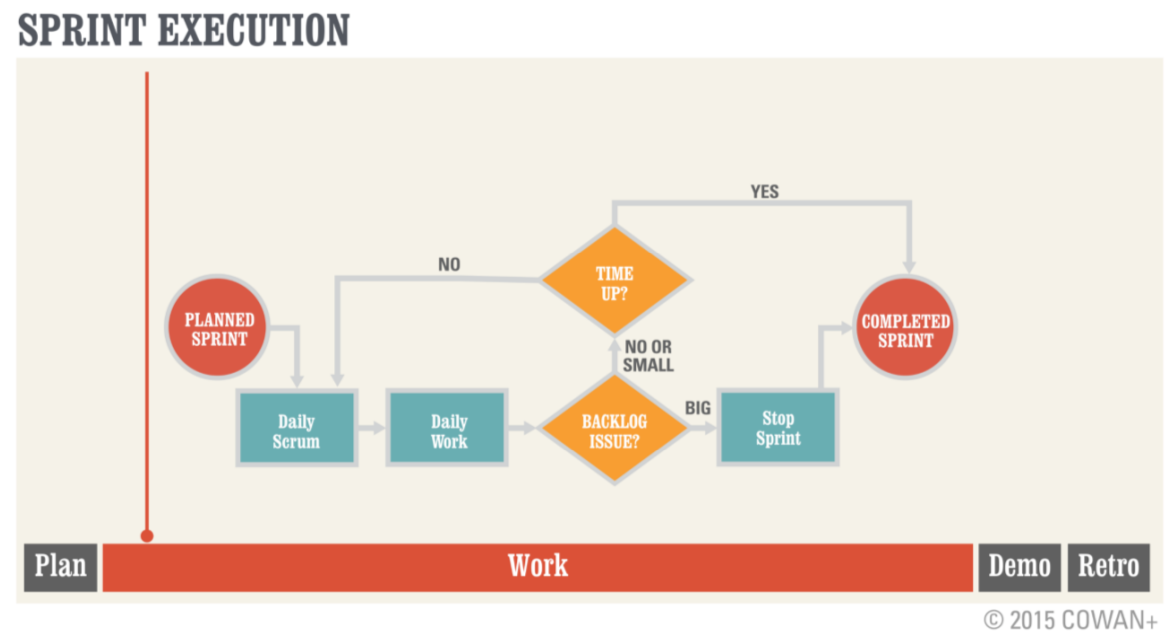 SPRINT EXECUTION
YES
NO
TIME
UP?
PLANNED
SPRINT
COMPLETED
SPRINT
NO OR
SMALL
Daily
Scrum
Daily
Work
BACKLOG
ISSUE?
BIG
Stop
Sprint
Plan
Work
Demo
Retro
© 2015 COWAN+